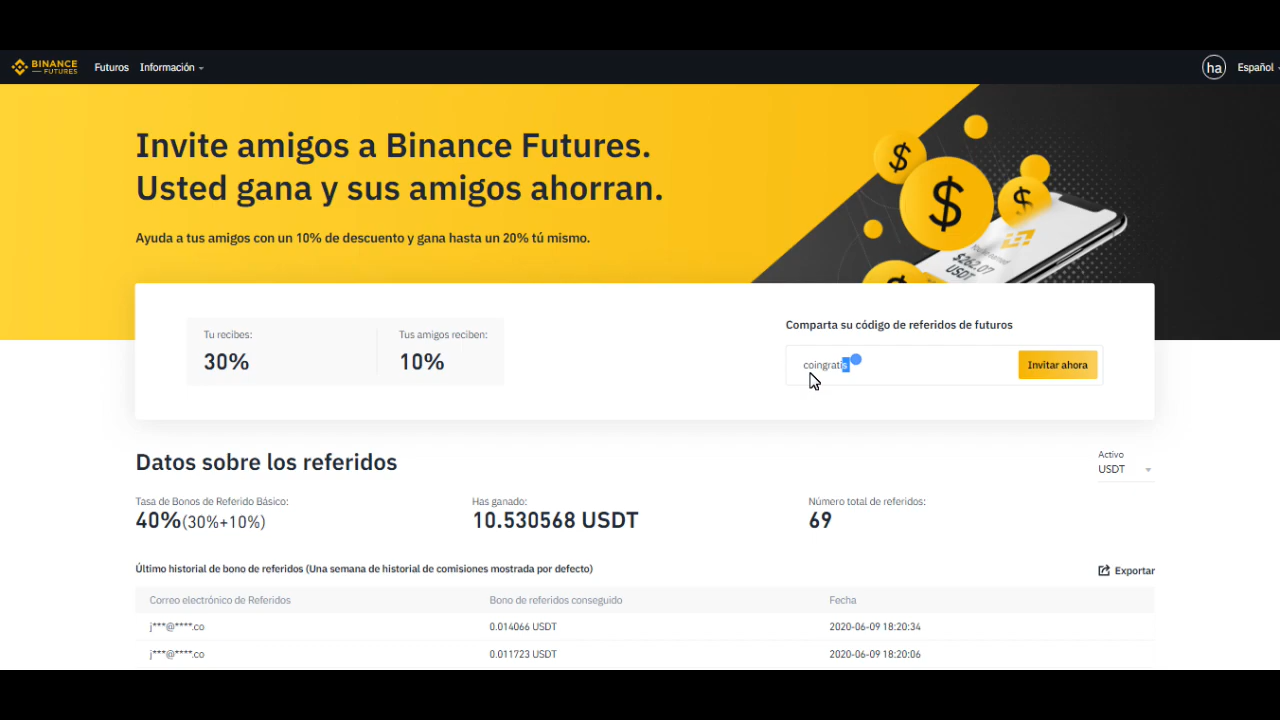 BINANCE
FUTURES
Futuros
Información
ha
Español
Invite amigos a Binance Futures.
Usted gana y sus amigos ahorran.
Ayuda a tus amigos con un 10% de descuento y gana hasta un 20% tú mismo.
$262.07
USDT
Tu recibes:
30%
Tus amigos reciben:
10%
Comparta su código de referidos de futuros
coingratis
Invitar ahora
Datos sobre los referidos
Activo
USDT
Tasa de Bonos de Referido Básico:
40%(30%+10%)
Has ganado:
10.530568 USDT
Número total de referidos:
69
Último historial de bono de referidos (Una semana de historial de comisiones mostrada por defecto)
Exportar
Correo electrónico de Referidos Bono de referidos conseguido Fecha
j***@****.co 0.014066 USDT 2020-06-09 18:20:34
j***@****.co 0.011723 USDT 2020-06-09 18:20:06